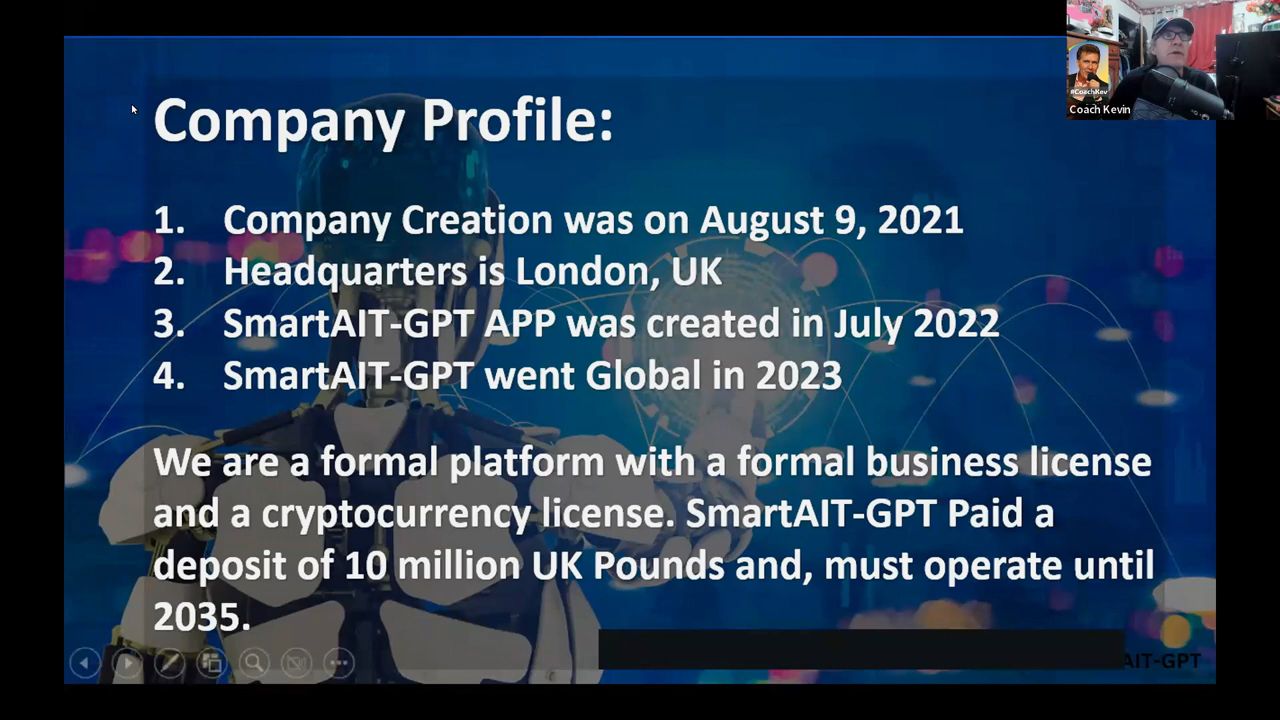 Company Profile:
1. Company Creation was on August 9, 2021
2. Headquarters is London, UK
3. SmartAIT-GPT APP was created in July 2022
4. SmartAIT-GPT went Global in 2023
We are a formal platform with a formal business license
and a cryptocurrency license. SmartAIT-GPT Paid a
deposit of 10 million UK Pounds and, must operate until
2035.
AIT-GPT
#CoachKev
Coach Kevin